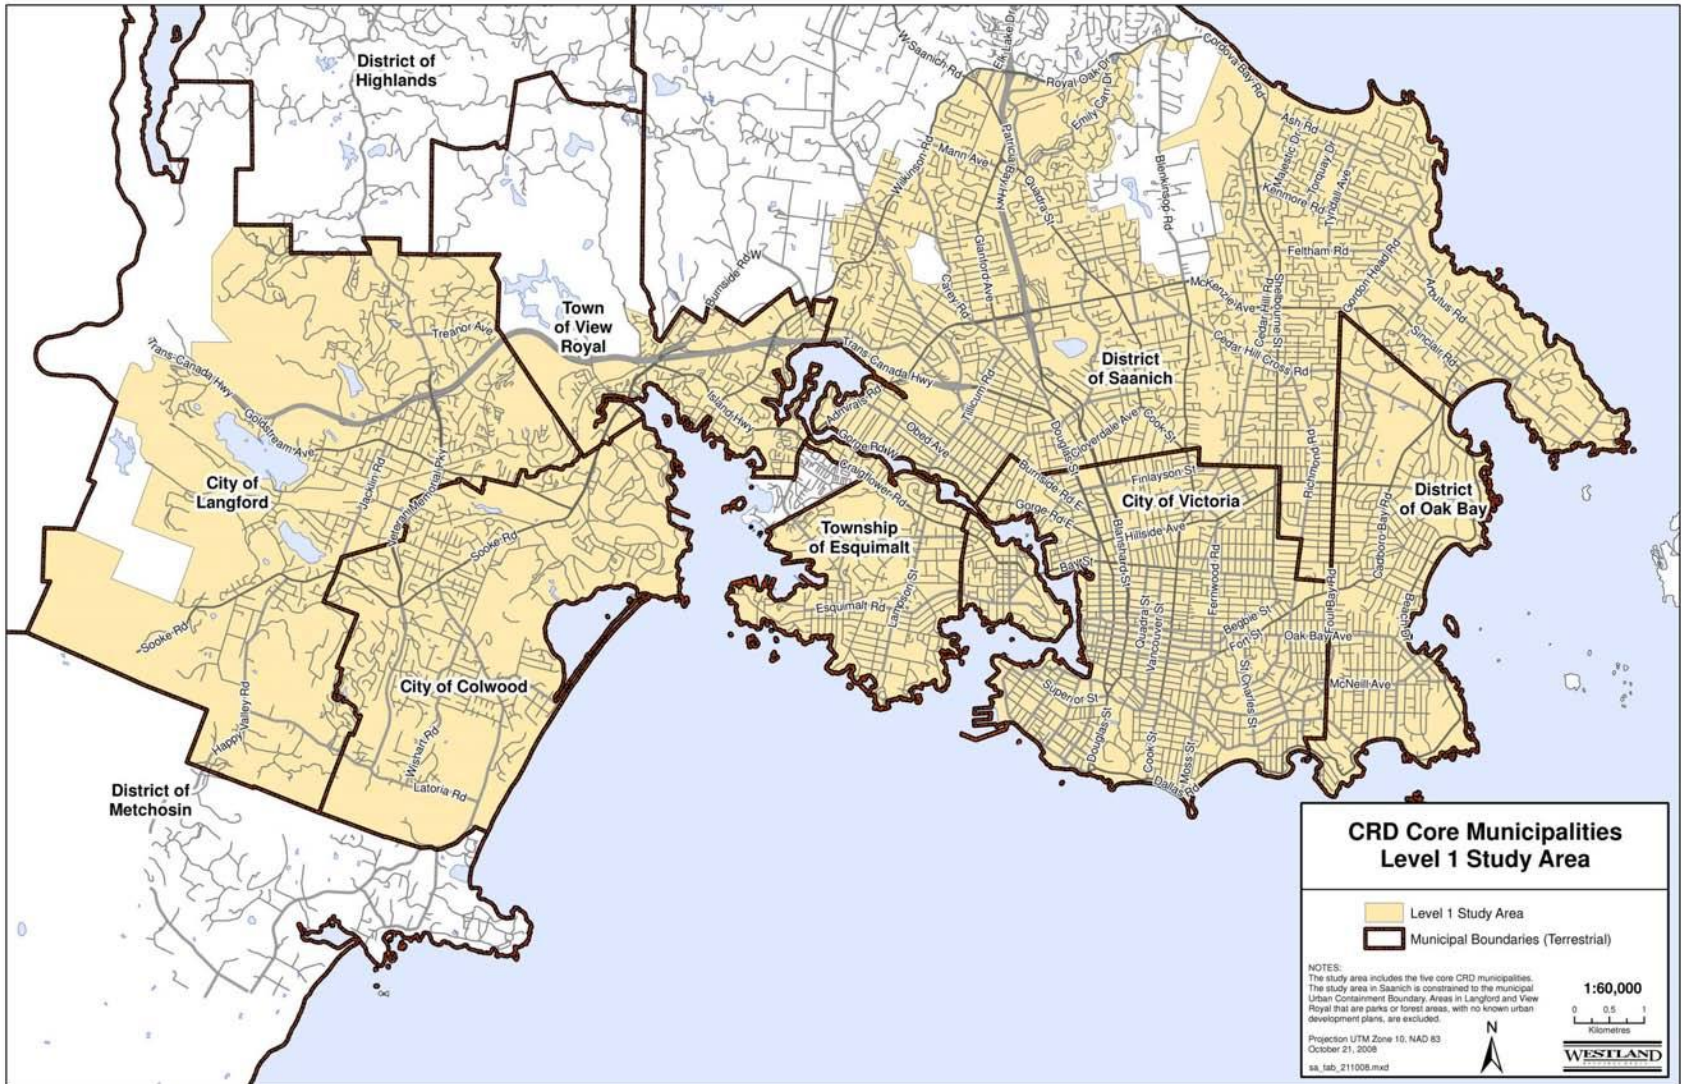 District of
Highlands
W Saanich Rd
Elk Lake Dr
Royal Oak Dr
Cordova Bay Rd
Emily Carr Dr
Patricia Bay Hwy
Wilkinson Rd
Mann Ave
Quadra St
Blenkinsop Rd
Ash Rd
Majestic Dr
Torquay Dr
Kenmore Rd
Tyndall Ave
Feltham Rd
Gordon Head Rd
Arbutus Rd
Sinclair Rd
Glanford Ave
Carey Rd
McKenzie Ave
Cedar Hill Rd
Shelbourne St
Cedar Hill Cross Rd
Burnside Rd W
Treanor Ave
Town
of View
Royal
Trans-Canada Hwy
Trans-Canada Hwy
District
of Saanich
Tillicum Rd
Island Hwy
Admirals Rd
Obed Ave
Gorge Rd W
Craigflower Rd
Douglas St
Cloverdale Ave
Cook St
Goldstream Ave
City of
Langford
Jacklin Rd
Veterans Memorial Pky
Sooke Rd
Burnside Rd E
Gorge Rd E
Finlayson St
City of Victoria
Hillside Ave
Blanshard St
Richmond Rd
District
of Oak Bay
Cadboro Bay Rd
Township
of Esquimalt
Esquimalt Rd
Lampson St
Bay St
Quadra St
Vancouver St
Fernwood Rd
Begbie St
Fort St
Foul Bay Rd
Oak Bay Ave
Beach Dr
Sooke Rd
City of Colwood
Superior St
Douglas St
Cook St
Moss St
Dallas Rd
St Charles St
McNeill Ave
Happy Valley Rd
Wishart Rd
Latoria Rd
District of
Metchosin
CRD Core Municipalities
Level 1 Study Area
Level 1 Study Area
Municipal Boundaries (Terrestrial)
NOTES:
The study area includes the five core CRD municipalities.
The study area in Saanich is constrained to the municipal
Urban Containment Boundary. Areas in Langford and View
Royal that are parks or forest areas, with no known urban
development plans, are excluded.
Projection UTM Zone 10. NAD 83
October 21, 2008
sa_tab_211008.mxd
N
1:60,000
0 0.5 1
Kilometres
WESTLAND